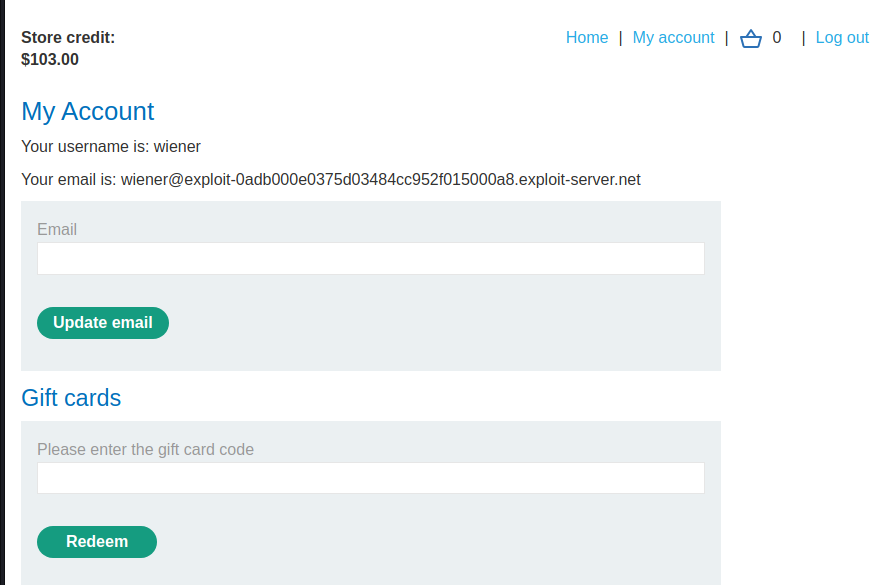 Store credit:
$103.00
Home | My account | 0 | Log out
My Account
Your username is: wiener
Your email is: wiener@exploit-0adb000e0375d03484cc952f015000a8.exploit-server.net
Email
Update email
Gift cards
Please enter the gift card code
Redeem